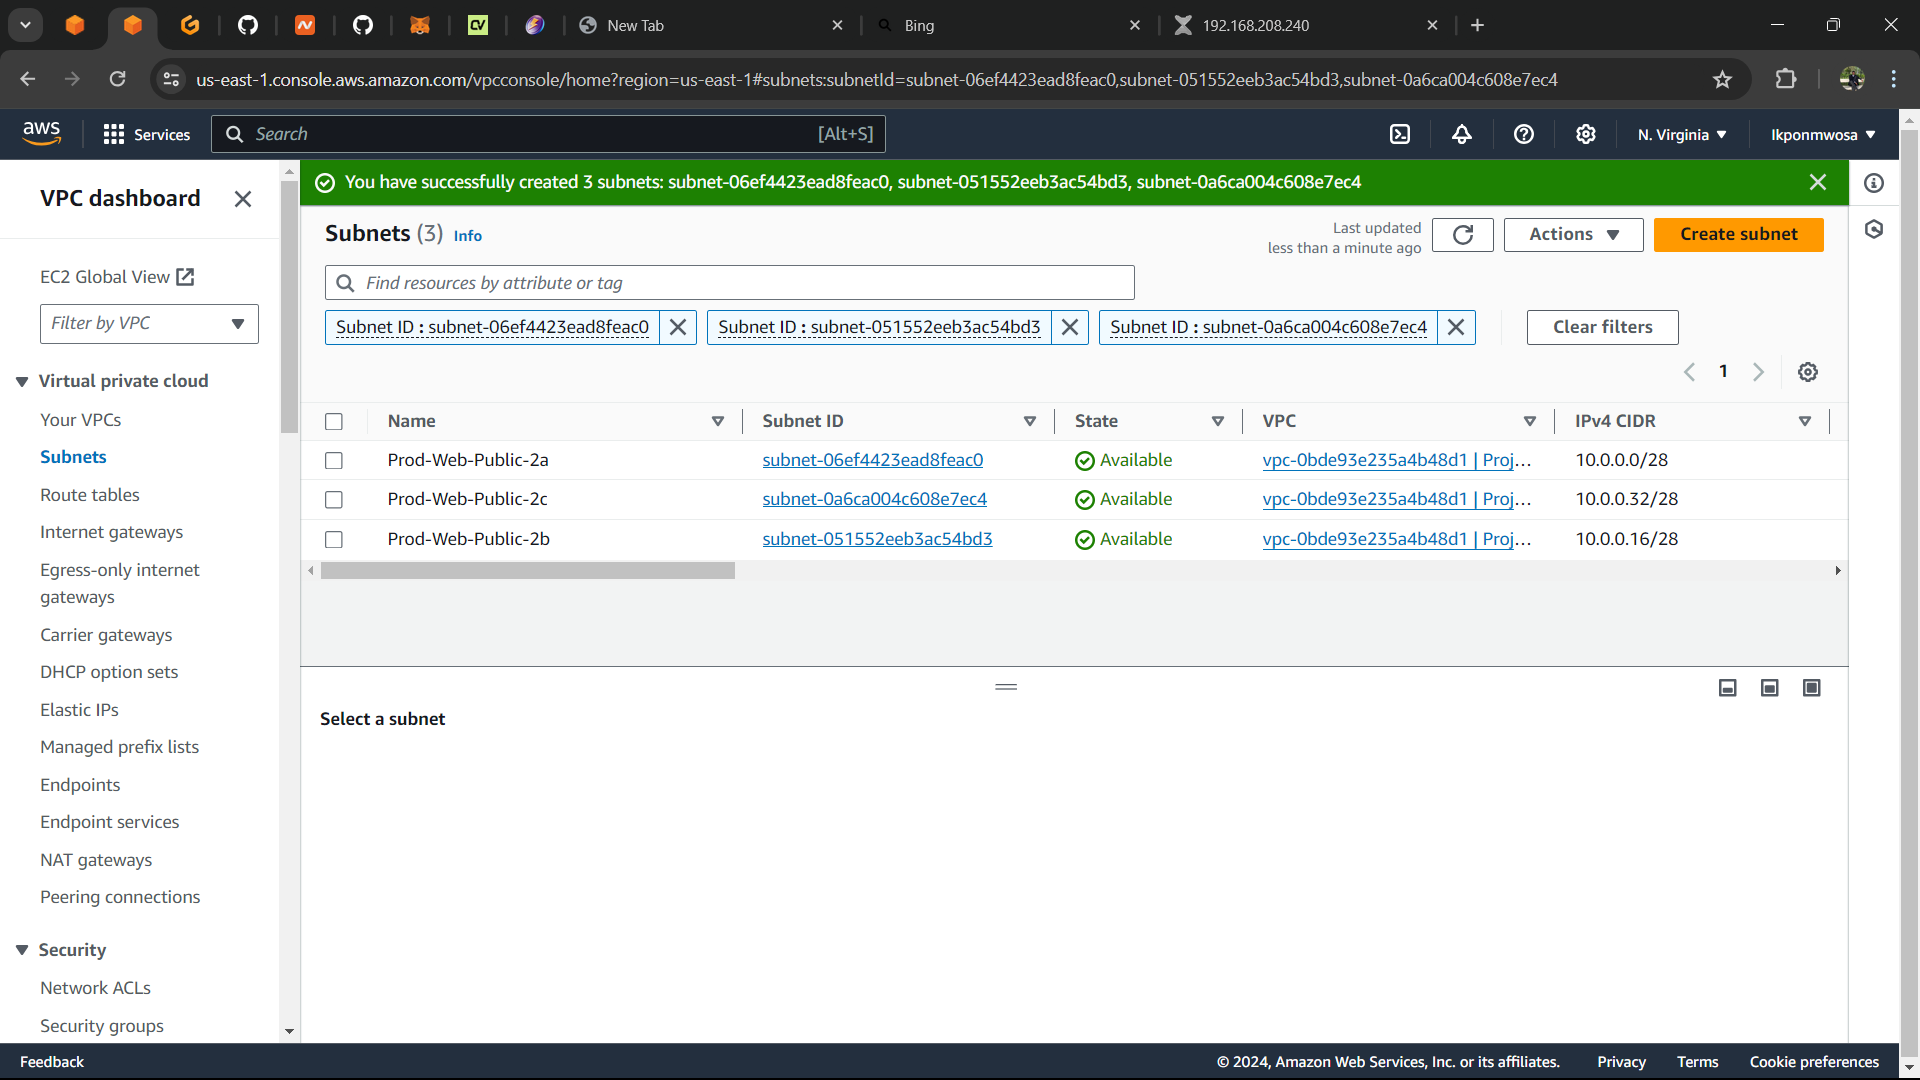 New Tab
Bing
192.168.208.240
us-east-1.console.aws.amazon.com/vpcconsole/home?region=us-east-1#subnets:subnetId=subnet-06ef4423ead8feac0,subnet-051552eeb3ac54bd3,subnet-0a6ca004c608e7ec4
aws
Services
Search
[Alt+S]
N. Virginia
Ikponmwosa
VPC dashboard
EC2 Global View
Filter by VPC
Virtual private cloud
Your VPCs
Subnets
Route tables
Internet gateways
Egress-only internet
gateways
Carrier gateways
DHCP option sets
Elastic IPs
Managed prefix lists
Endpoints
Endpoint services
NAT gateways
Peering connections
Security
Network ACLs
Security groups
You have successfully created 3 subnets: subnet-06ef4423ead8feac0, subnet-051552eeb3ac54bd3, subnet-0a6ca004c608e7ec4
Subnets (3) Info
Last updated
less than a minute ago
Actions
Create subnet
Find resources by attribute or tag
Subnet ID : subnet-06ef4423ead8feac0
Subnet ID : subnet-051552eeb3ac54bd3
Subnet ID : subnet-0a6ca004c608e7ec4
Clear filters
1
Name Subnet ID State VPC IPv4 CIDR
Prod-Web-Public-2a subnet-06ef4423ead8feac0 Available vpc-0bde93e235a4b48d1 | Proj... 10.0.0.0/28
Prod-Web-Public-2c subnet-0a6ca004c608e7ec4 Available vpc-0bde93e235a4b48d1 | Proj... 10.0.0.32/28
Prod-Web-Public-2b subnet-051552eeb3ac54bd3 Available vpc-0bde93e235a4b48d1 | Proj... 10.0.0.16/28
Select a subnet
Feedback
© 2024, Amazon Web Services, Inc. or its affiliates.
Privacy
Terms
Cookie preferences